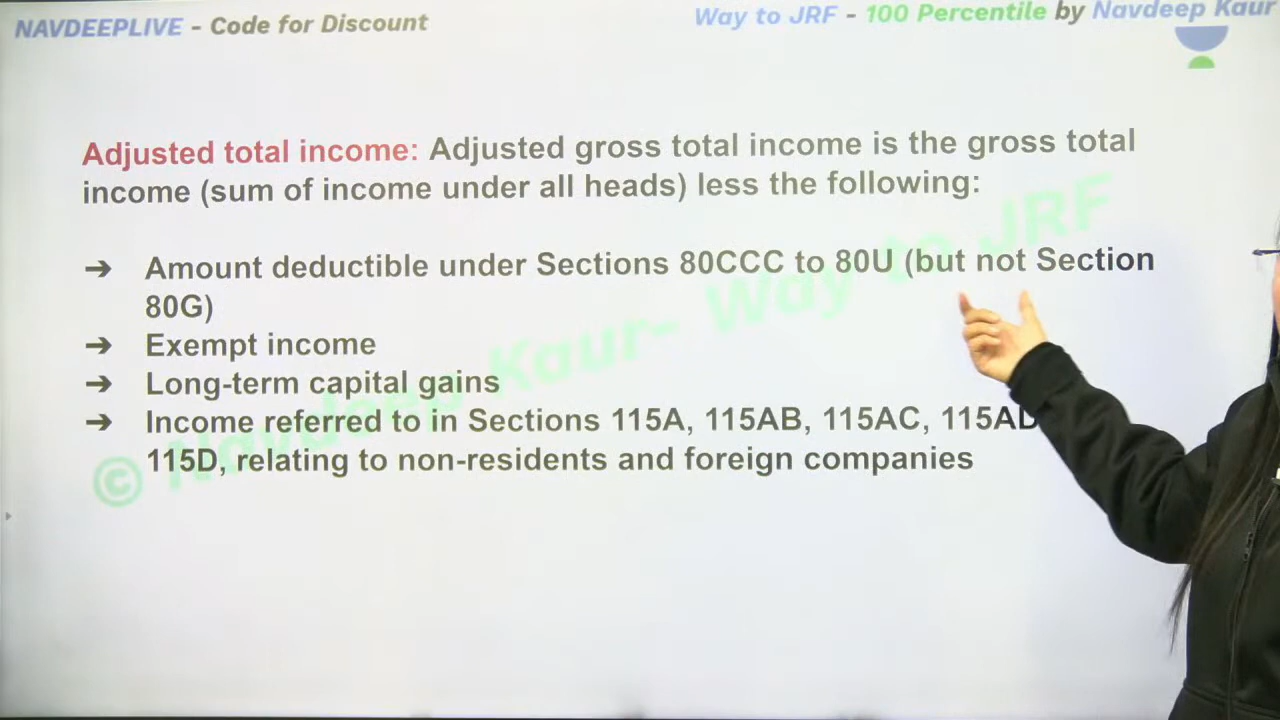 NAVDEEPLIVE - Code for Discount
Way to JRF - 100 Percentile by Navdeep Kaur
Adjusted total income: Adjusted gross total income is the gross total
income (sum of income under all heads) less the following:
➔ Amount deductible under Sections 80CCC to 80U (but not Section
80G)
➔ Exempt income
➔ Long-term capital gains
➔ Income referred to in Sections 115A, 115AB, 115AC, 115AD
115D, relating to non-residents and foreign companies
© Navdeep Kaur- Way to JRF